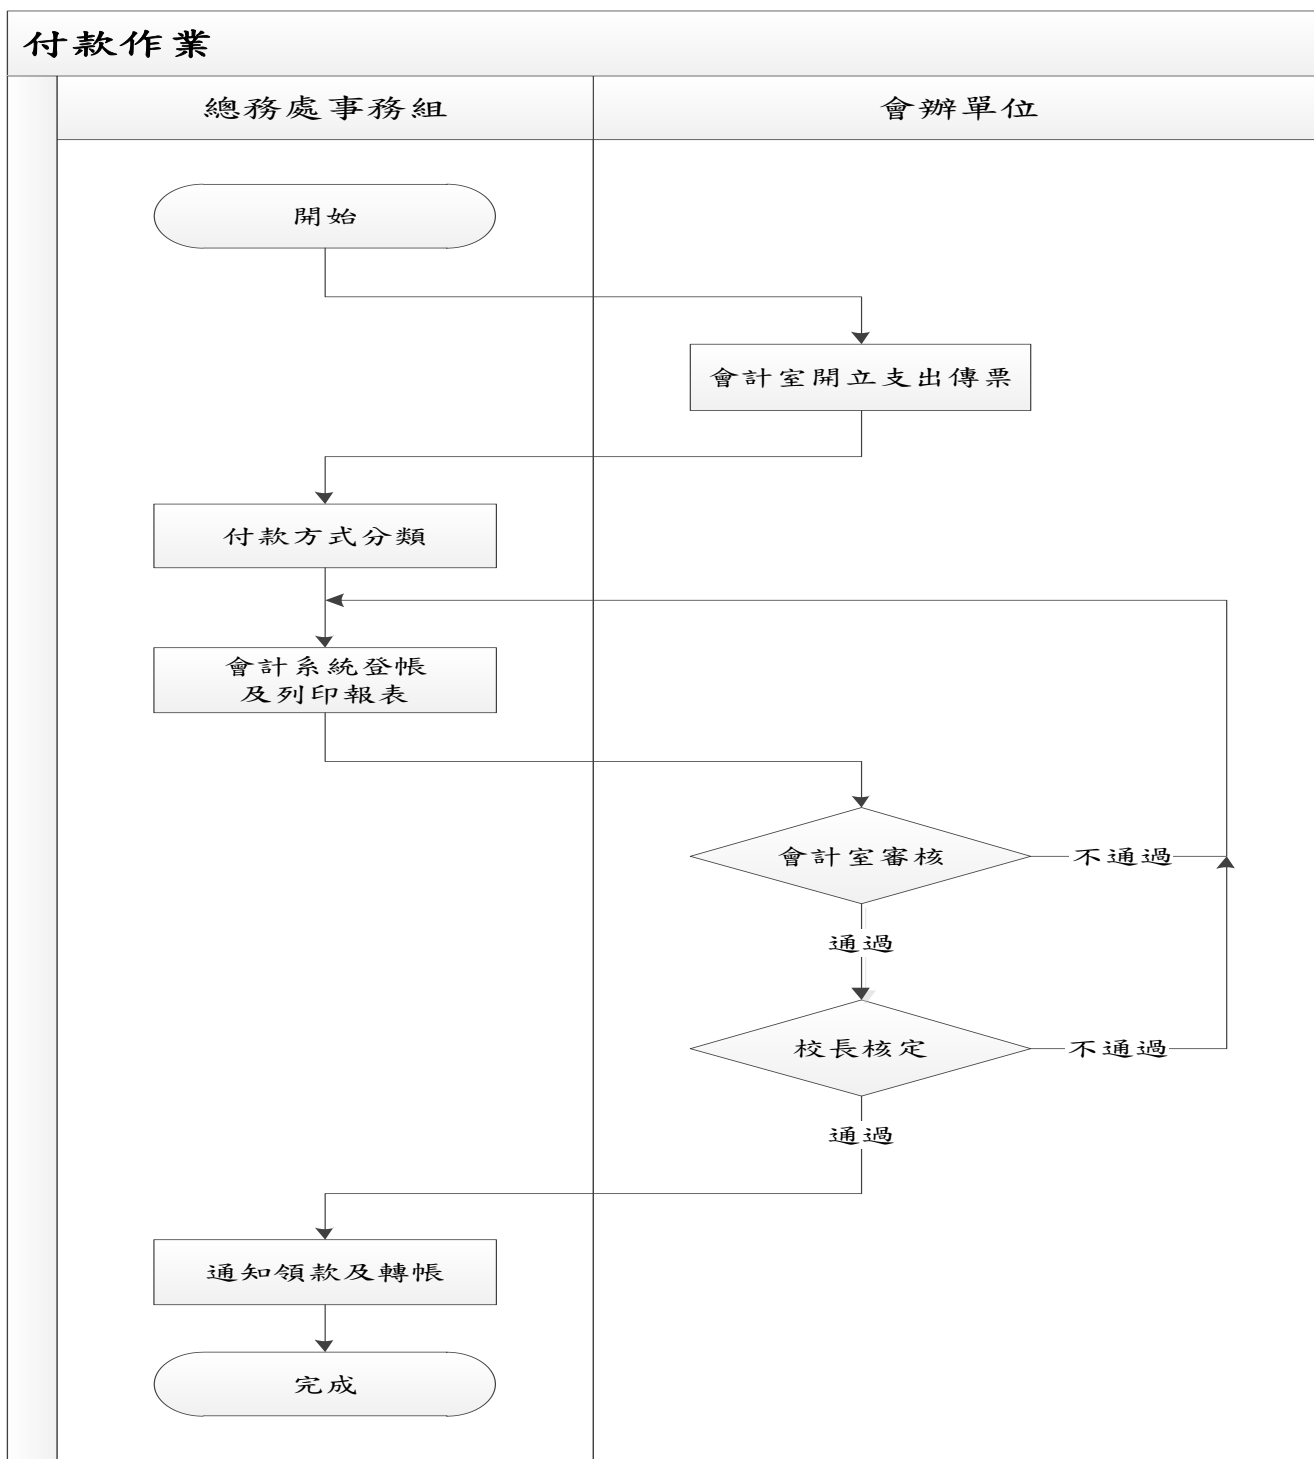 付款作業
總務處事務組
會辦單位
開始
會計室開立支出傳票
付款方式分類
會計系統登帳
及列印報表
會計室審核
不通過
通過
校長核定
不通過
通過
通知領款及轉帳
完成